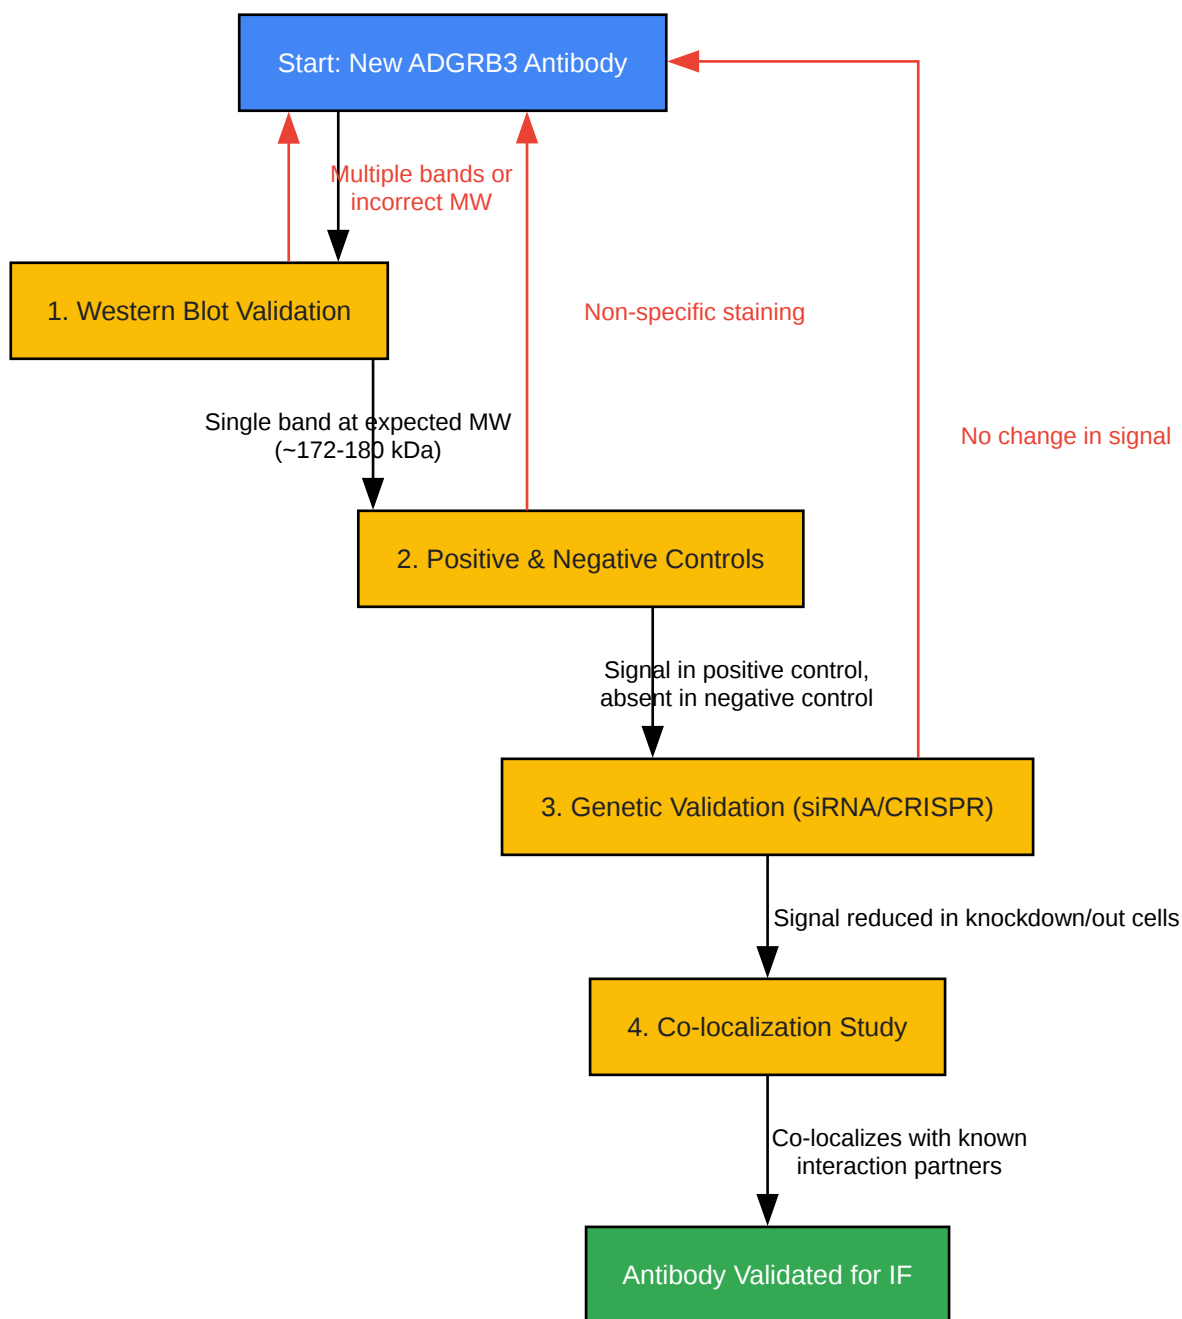 Start: New ADGRB3 Antibody
Multiple bands or
incorrect MW
1. Western Blot Validation
Non-specific staining
Single band at expected MW
(~172-180 kDa)
No change in signal
2. Positive & Negative Controls
Signal in positive control,
absent in negative control
3. Genetic Validation (siRNA/CRISPR)
Signal reduced in knockdown/out cells
4. Co-localization Study
Co-localizes with known
interaction partners
Antibody Validated for IF